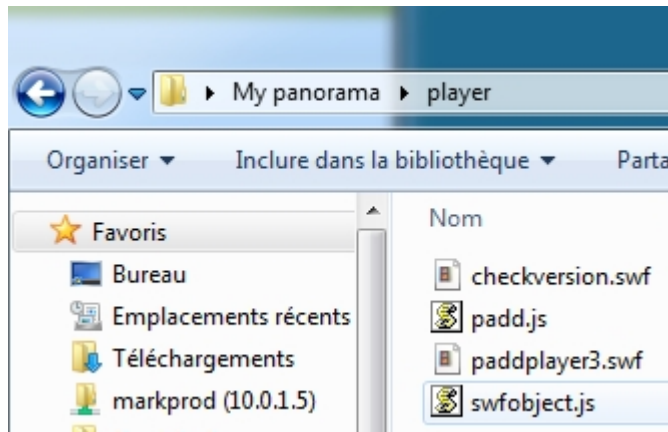 My panorama player
Organiser Inclure dans la bibliothèque Parta
Favoris
Bureau
Emplacements récents
Téléchargements
markprod (10.0.1.5)
Nom
checkversion.swf
padd.js
paddplayer3.swf
swfobject.js